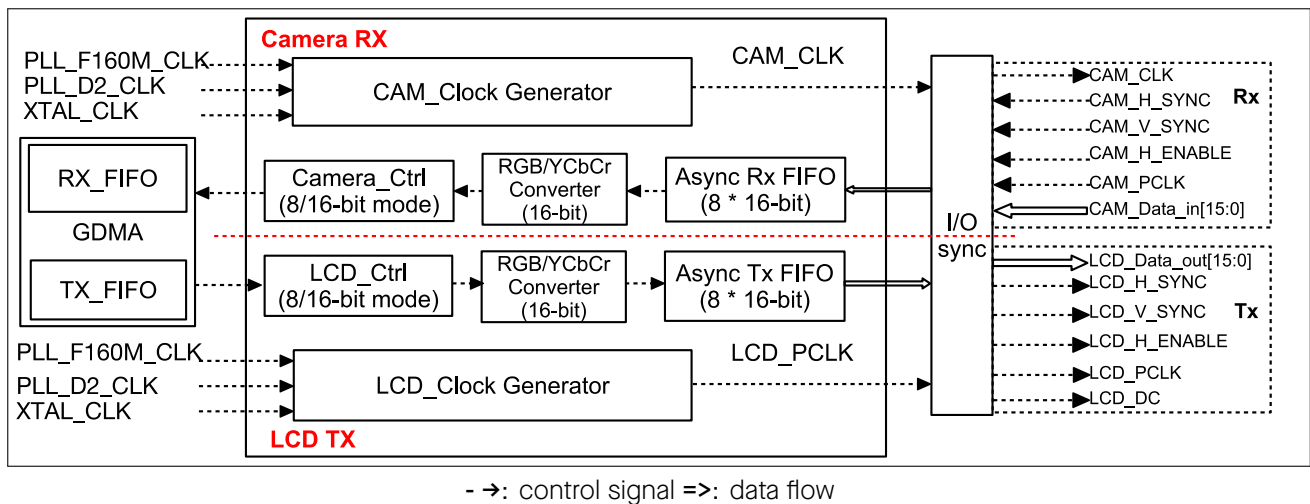 Camera RX
PLL_F160M_CLK
PLL_D2_CLK
XTAL_CLK
CAM_Clock Generator
CAM_CLK
RX_FIFO
GDMA
TX_FIFO
Camera_Ctrl
(8/16-bit mode)
RGB/YCbCr
Converter
(16-bit)
Async Rx FIFO
(8 * 16-bit)
LCD_Ctrl
(8/16-bit mode)
RGB/YCbCr
Converter
(16-bit)
Async Tx FIFO
(8 * 16-bit)
PLL_F160M_CLK
PLL_D2_CLK
XTAL_CLK
LCD_Clock Generator
LCD_PCLK
LCD TX
I/O
sync
CAM_CLK
CAM_H_SYNC
Rx
CAM_V_SYNC
CAM_H_ENABLE
CAM_PCLK
CAM_Data_in[15:0]
LCD_Data_out[15:0]
LCD_H_SYNC
LCD_V_SYNC
Tx
LCD_H_ENABLE
LCD_PCLK
LCD_DC
- →: control signal =>: data flow